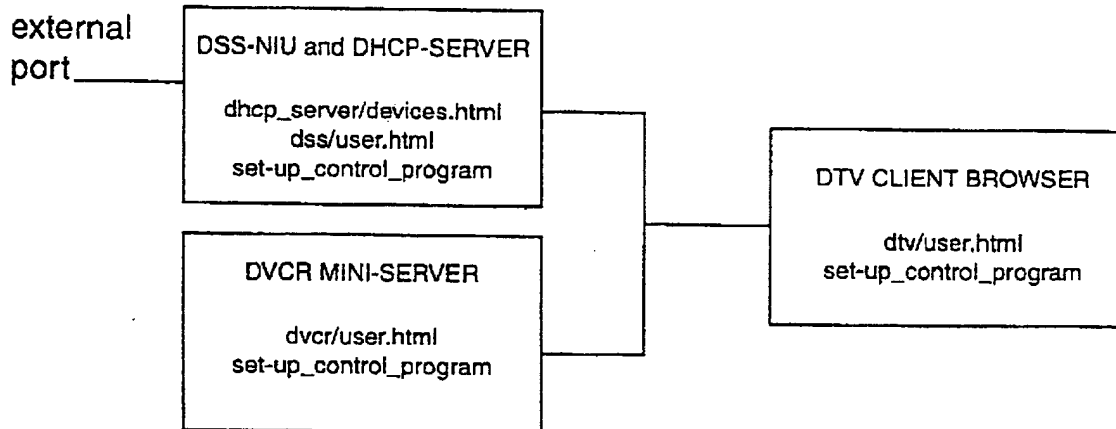 external
port
DSS-NIU and DHCP-SERVER
dhcp_server/devices.html
dss/user.html
set-up_control_program
DVCR MINI-SERVER
dvcr/user.html
set-up_control_program
DTV CLIENT BROWSER
dtv/user.html
set-up_control_program